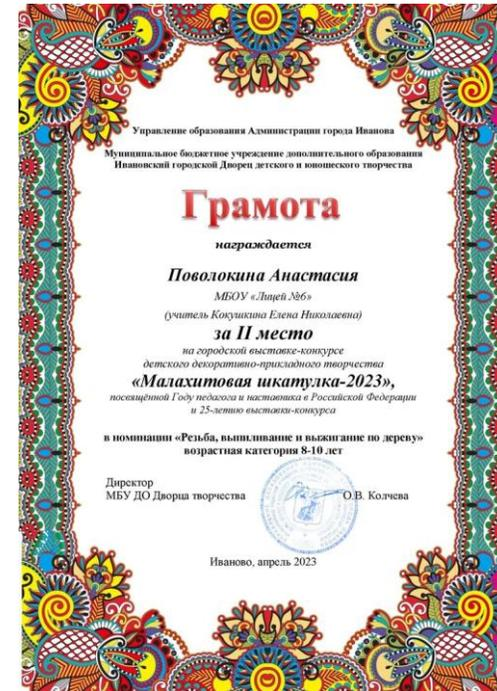 Управление образования Администрации города Иванова
Муниципальное бюджетное учреждение дополнительного образования
Ивановский городской Дворец детского и юношеского творчества
Грамота
награждается
Поволокина Анастасия
МБОУ «Лицей №6»
(учитель Кокушкина Елена Николаевна)
за II место
на городской выставке-конкурсе
детского декоративно-прикладного творчества
«Малахитовая шкатулка-2023»,
посвящённой Году педагога и наставника в Российской Федерации
и 25-летию выставки-конкурса
в номинации «Резьба, выпиливание и выжигание по дереву»
возрастная категория 8-10 лет
Директор
МБУ ДО Дворца творчества О.В. Колчева
Иваново, апрель 2023